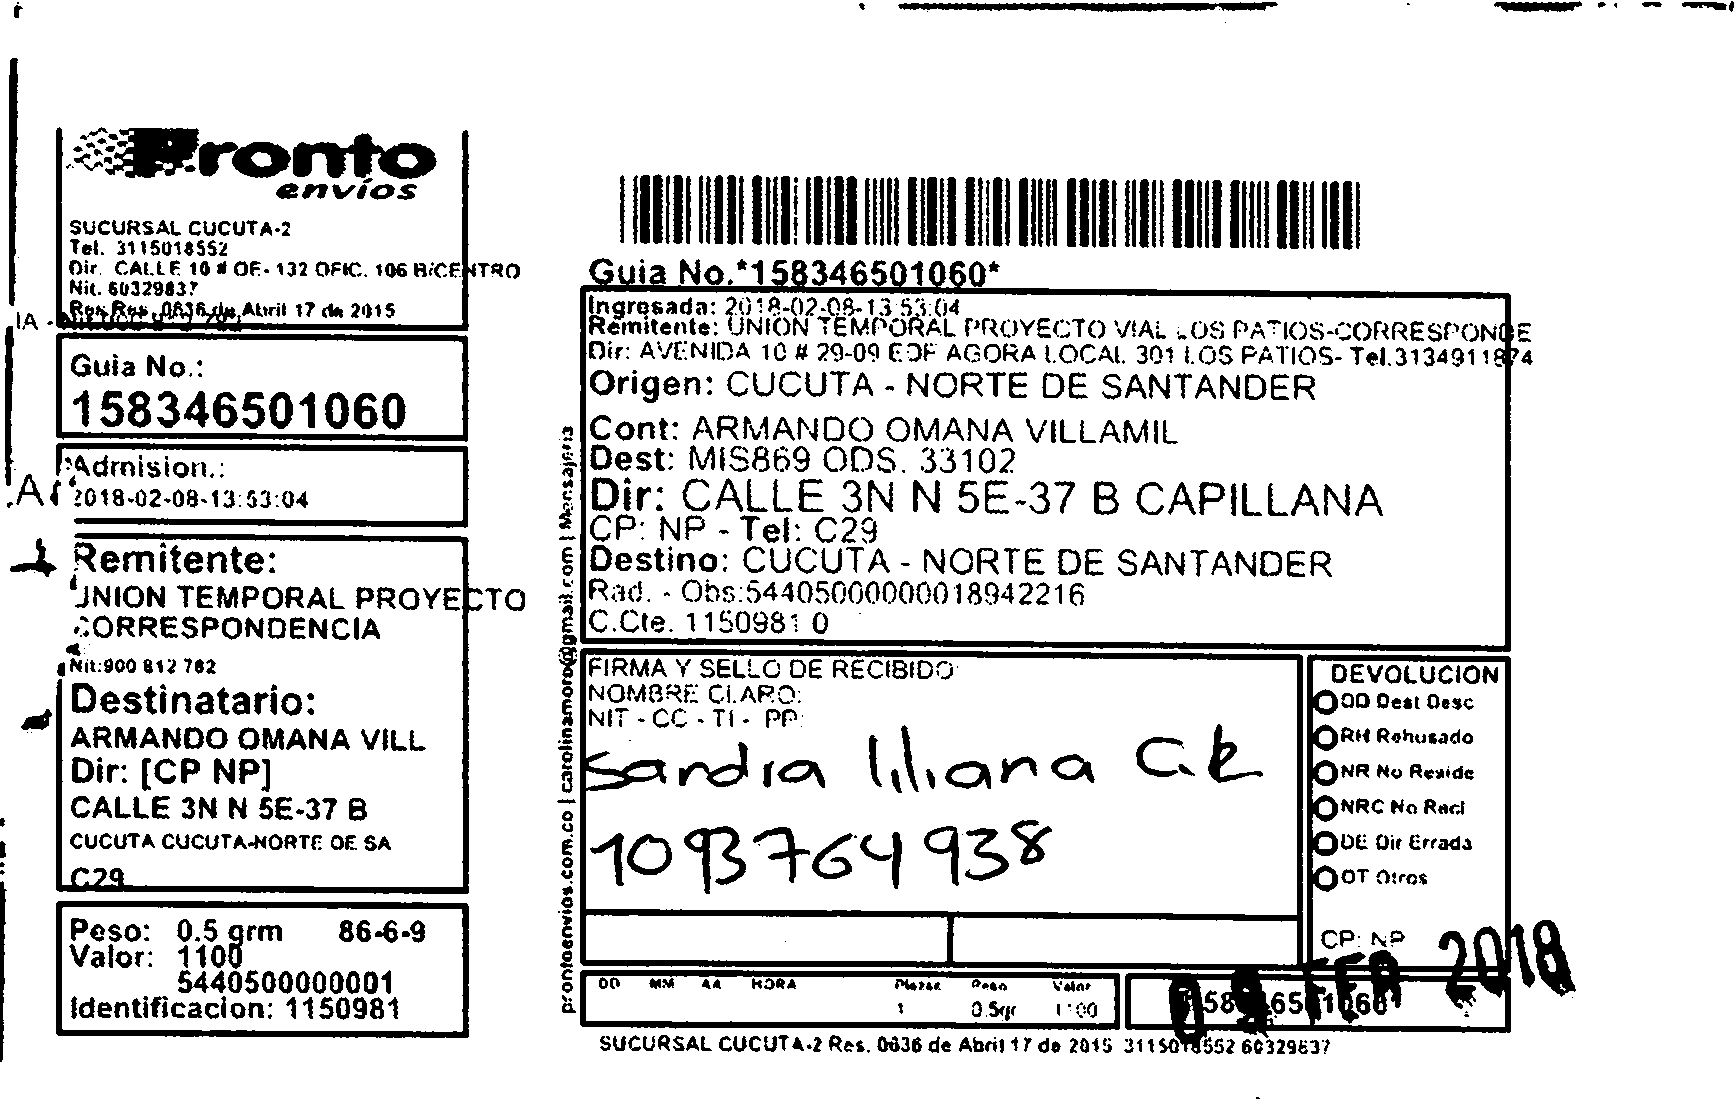 Pronto
envíos
SUCURSAL CUCUTA-2
Tel. 3115018552
Dir. CALLE 10 # OE- 132 OFIC. 106 B/CENTRO
Nit. 60329837
Res Res. 0636 de Abril 17 de 2015
IA -
Guia No.:
158346501060
Admision.:
2018-02-08-13:53:04
Remitente:
UNION TEMPORAL PROYECTO
CORRESPONDENCIA
Nit:900 812 782
Destinatario:
ARMANDO OMANA VILL
Dir: [CP NP]
CALLE 3N N 5E-37 B
CUCUTA CUCUTA-NORTE DE SA
C29
Peso: 0.5 grm 86-6-9
Valor: 1100
5440500000001
Identificacion: 1150981
prontoenvios.com.co | carolinamoro@gmail.com | Mensajeria
Guia No.*158346501060*
Ingresada: 2018-02-08-13:53:04
Remitente: UNION TEMPORAL PROYECTO VIAL LOS PATIOS-CORRESPONDE
Dir: AVENIDA 10 # 29-09 EDF AGORA LOCAL 301 LOS PATIOS- Tel.3134911874
Origen: CUCUTA - NORTE DE SANTANDER
Cont: ARMANDO OMANA VILLAMIL
Dest: MIS869 ODS. 33102
Dir: CALLE 3N N 5E-37 B CAPILLANA
CP: NP - Tel: C29
Destino: CUCUTA - NORTE DE SANTANDER
Rad. - Obs:54405000000018942216
C.Cte. 1150981 0
FIRMA Y SELLO DE RECIBIDO
NOMBRE CLARO:
NIT - CC - TI - PP:
sandra liliana
1093764938
DEVOLUCION
DD Dest Desc
RH Rehusado
NR No Reside
NRC No Recl
DE Dir Errada
OT Otros
CP: NP
09 FEB 2018
DD MM AA HORA Piezas Peso Valor
1 0.5gr 1100
158346501060
SUCURSAL CUCUTA-2 Res. 0636 de Abril 17 de 2015 3115018552 60329837